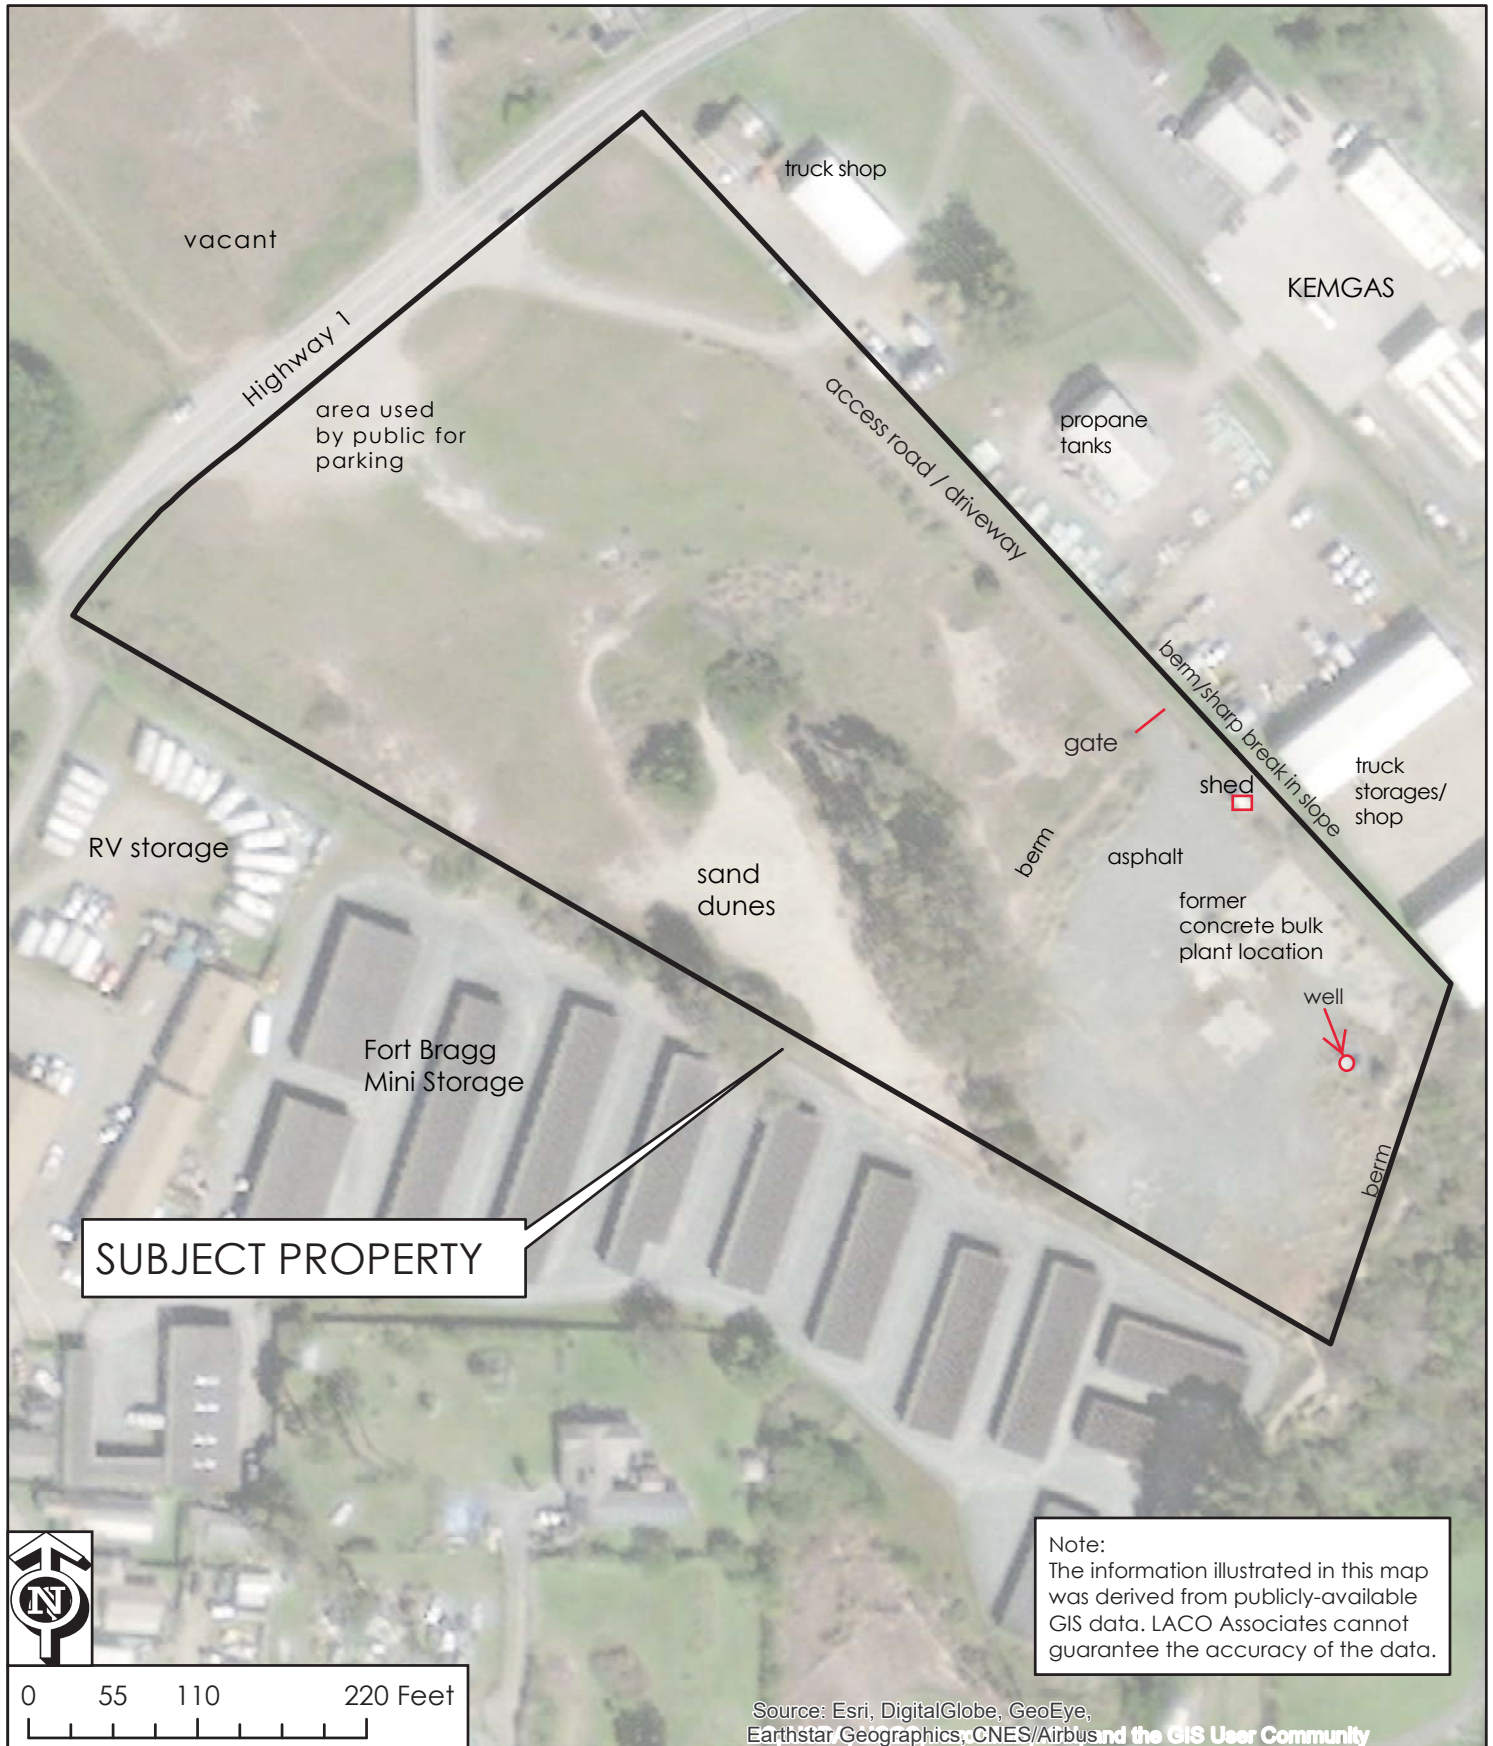 truck shop
vacant
KEMGAS
Highway 1
area used
by public for
parking
access road / driveway
propane
tanks
berm/sharp break in slope
gate
shed
truck
storages/
shop
RV storage
berm
asphalt
sand
dunes
former
concrete bulk
plant location
well
Fort Bragg
Mini Storage
berm
SUBJECT PROPERTY
Note:
The information illustrated in this map
was derived from publicly-available
GIS data. LACO Associates cannot
guarantee the accuracy of the data.
N
0 55 110 220 Feet
Source: Esri, DigitalGlobe, GeoEye,
Earthstar Geographics, CNES/Airbus and the GIS User Community